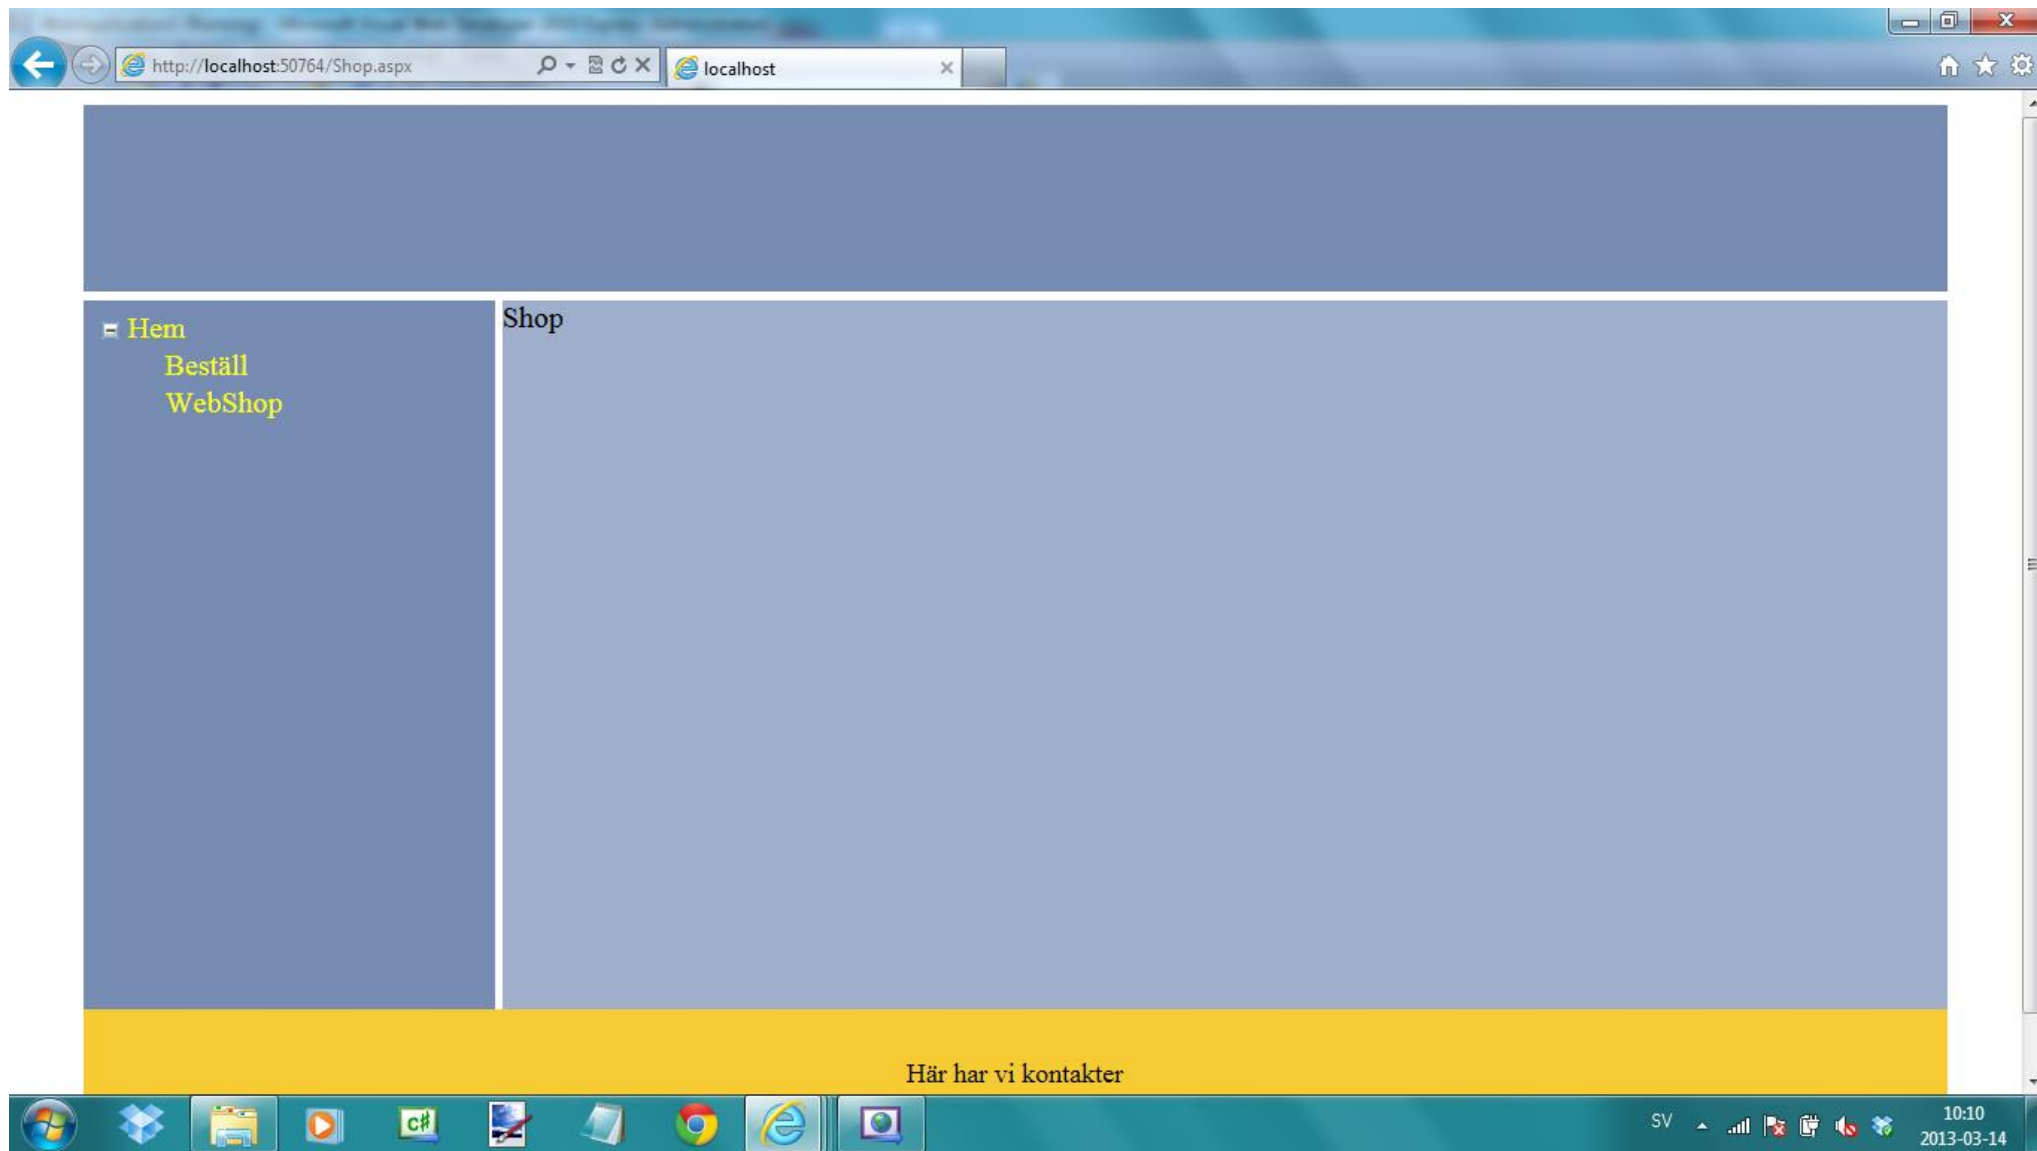 http://localhost:50764/Shop.aspx
localhost
Hem
Beställ
WebShop
Shop
Här har vi kontakter
C#
SV
10:10
2013-03-14